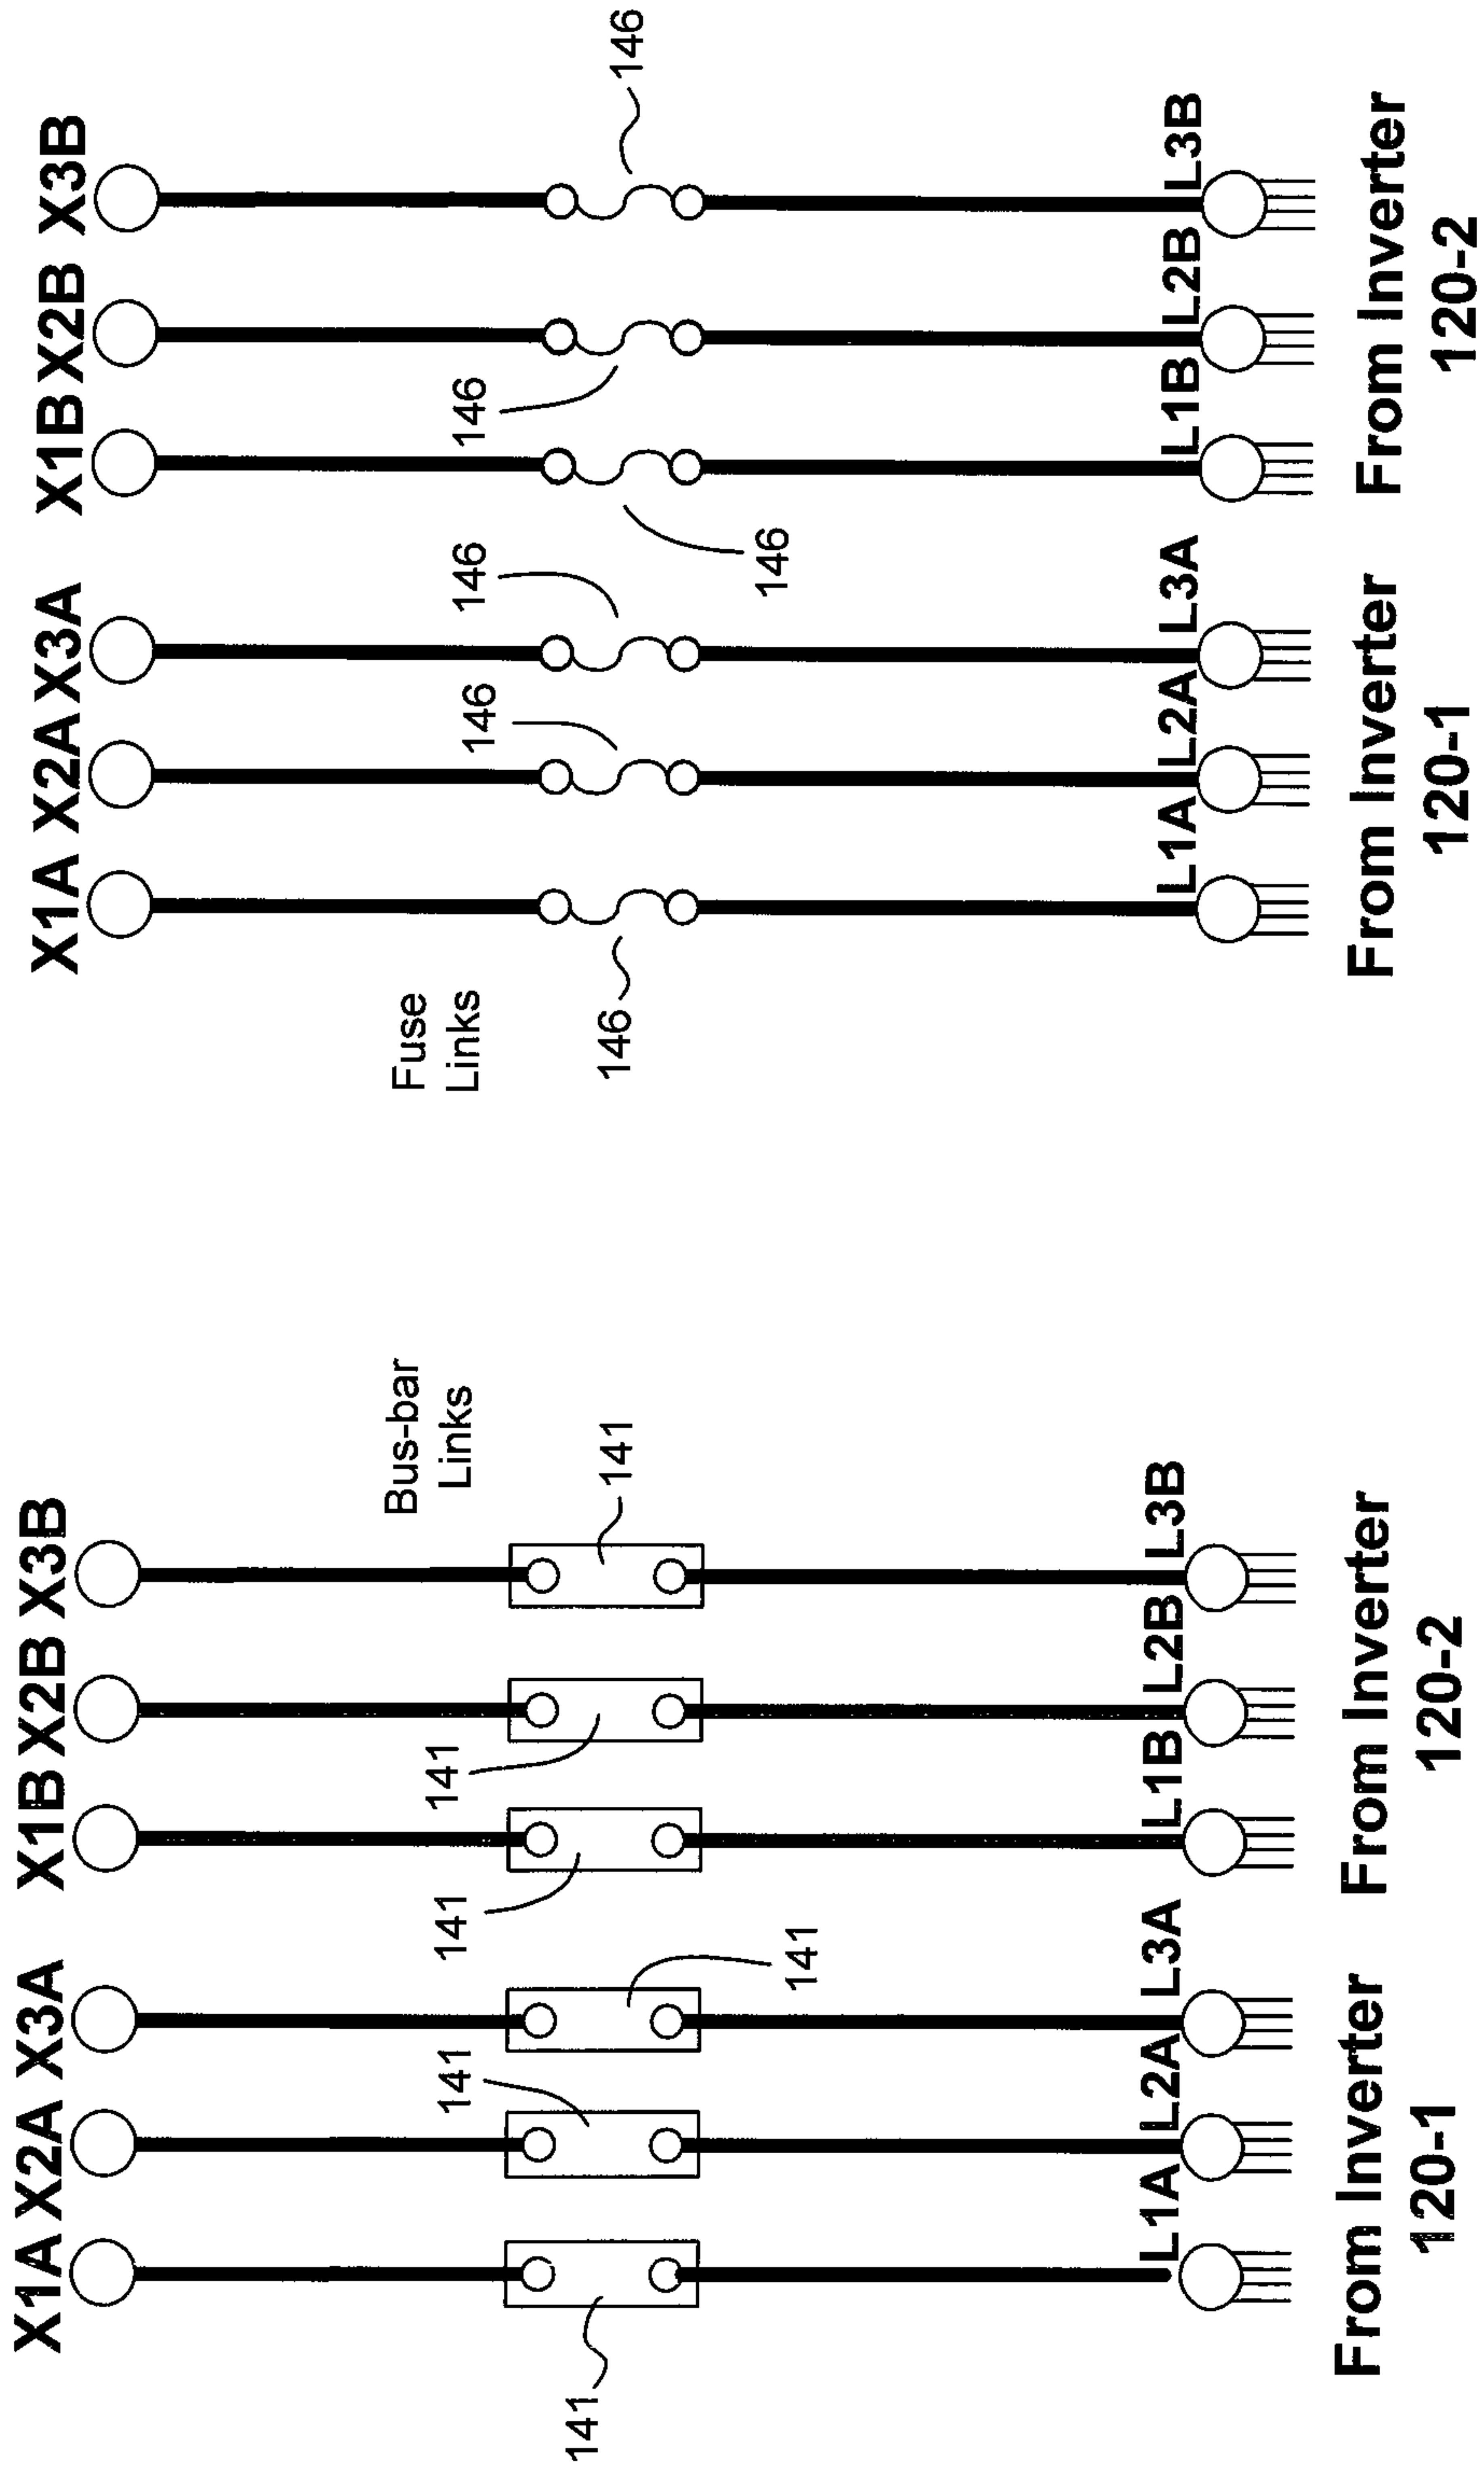 X1A X2A X3A X1B X2B X3B
Bus-bar
Links
141
141
141
141
141
141
L1A L2A L3A L1B L2B L3B
From Inverter
120-1
From Inverter
120-2
X1A X2A X3A X1B X2B X3B
Fuse
Links
146
146
146
146
146
146
L1A L2A L3A L1B L2B L3B
From Inverter
120-1
From Inverter
120-2